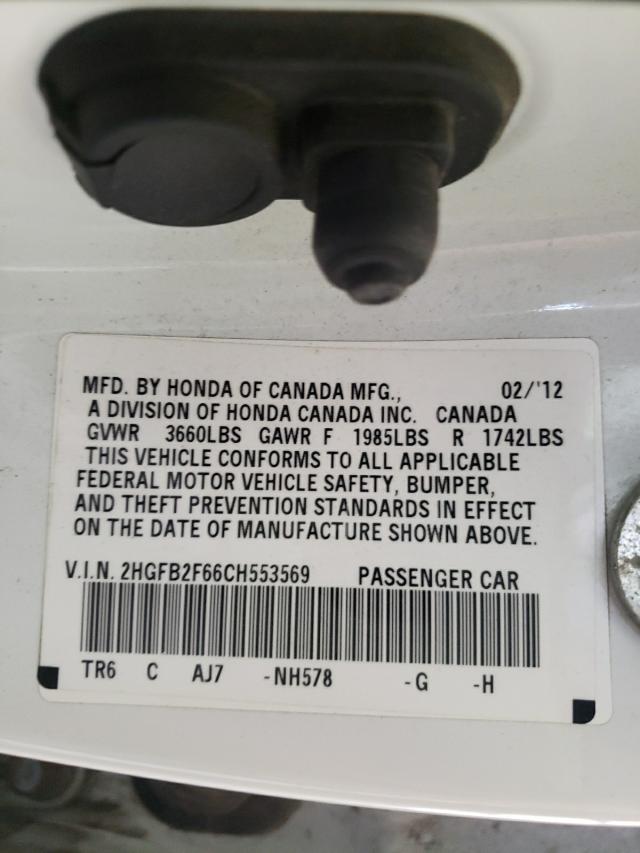 MFD. BY HONDA OF CANADA MFG., 02/'12
A DIVISION OF HONDA CANADA INC. CANADA
GVWR 3660LBS GAWR F 1985LBS R 1742LBS
THIS VEHICLE CONFORMS TO ALL APPLICABLE
FEDERAL MOTOR VEHICLE SAFETY, BUMPER,
AND THEFT PREVENTION STANDARDS IN EFFECT
ON THE DATE OF MANUFACTURE SHOWN ABOVE.
V.I.N. 2HGFB2F66CH553569 PASSENGER CAR
TR6 C AJ7 -NH578 -G -H